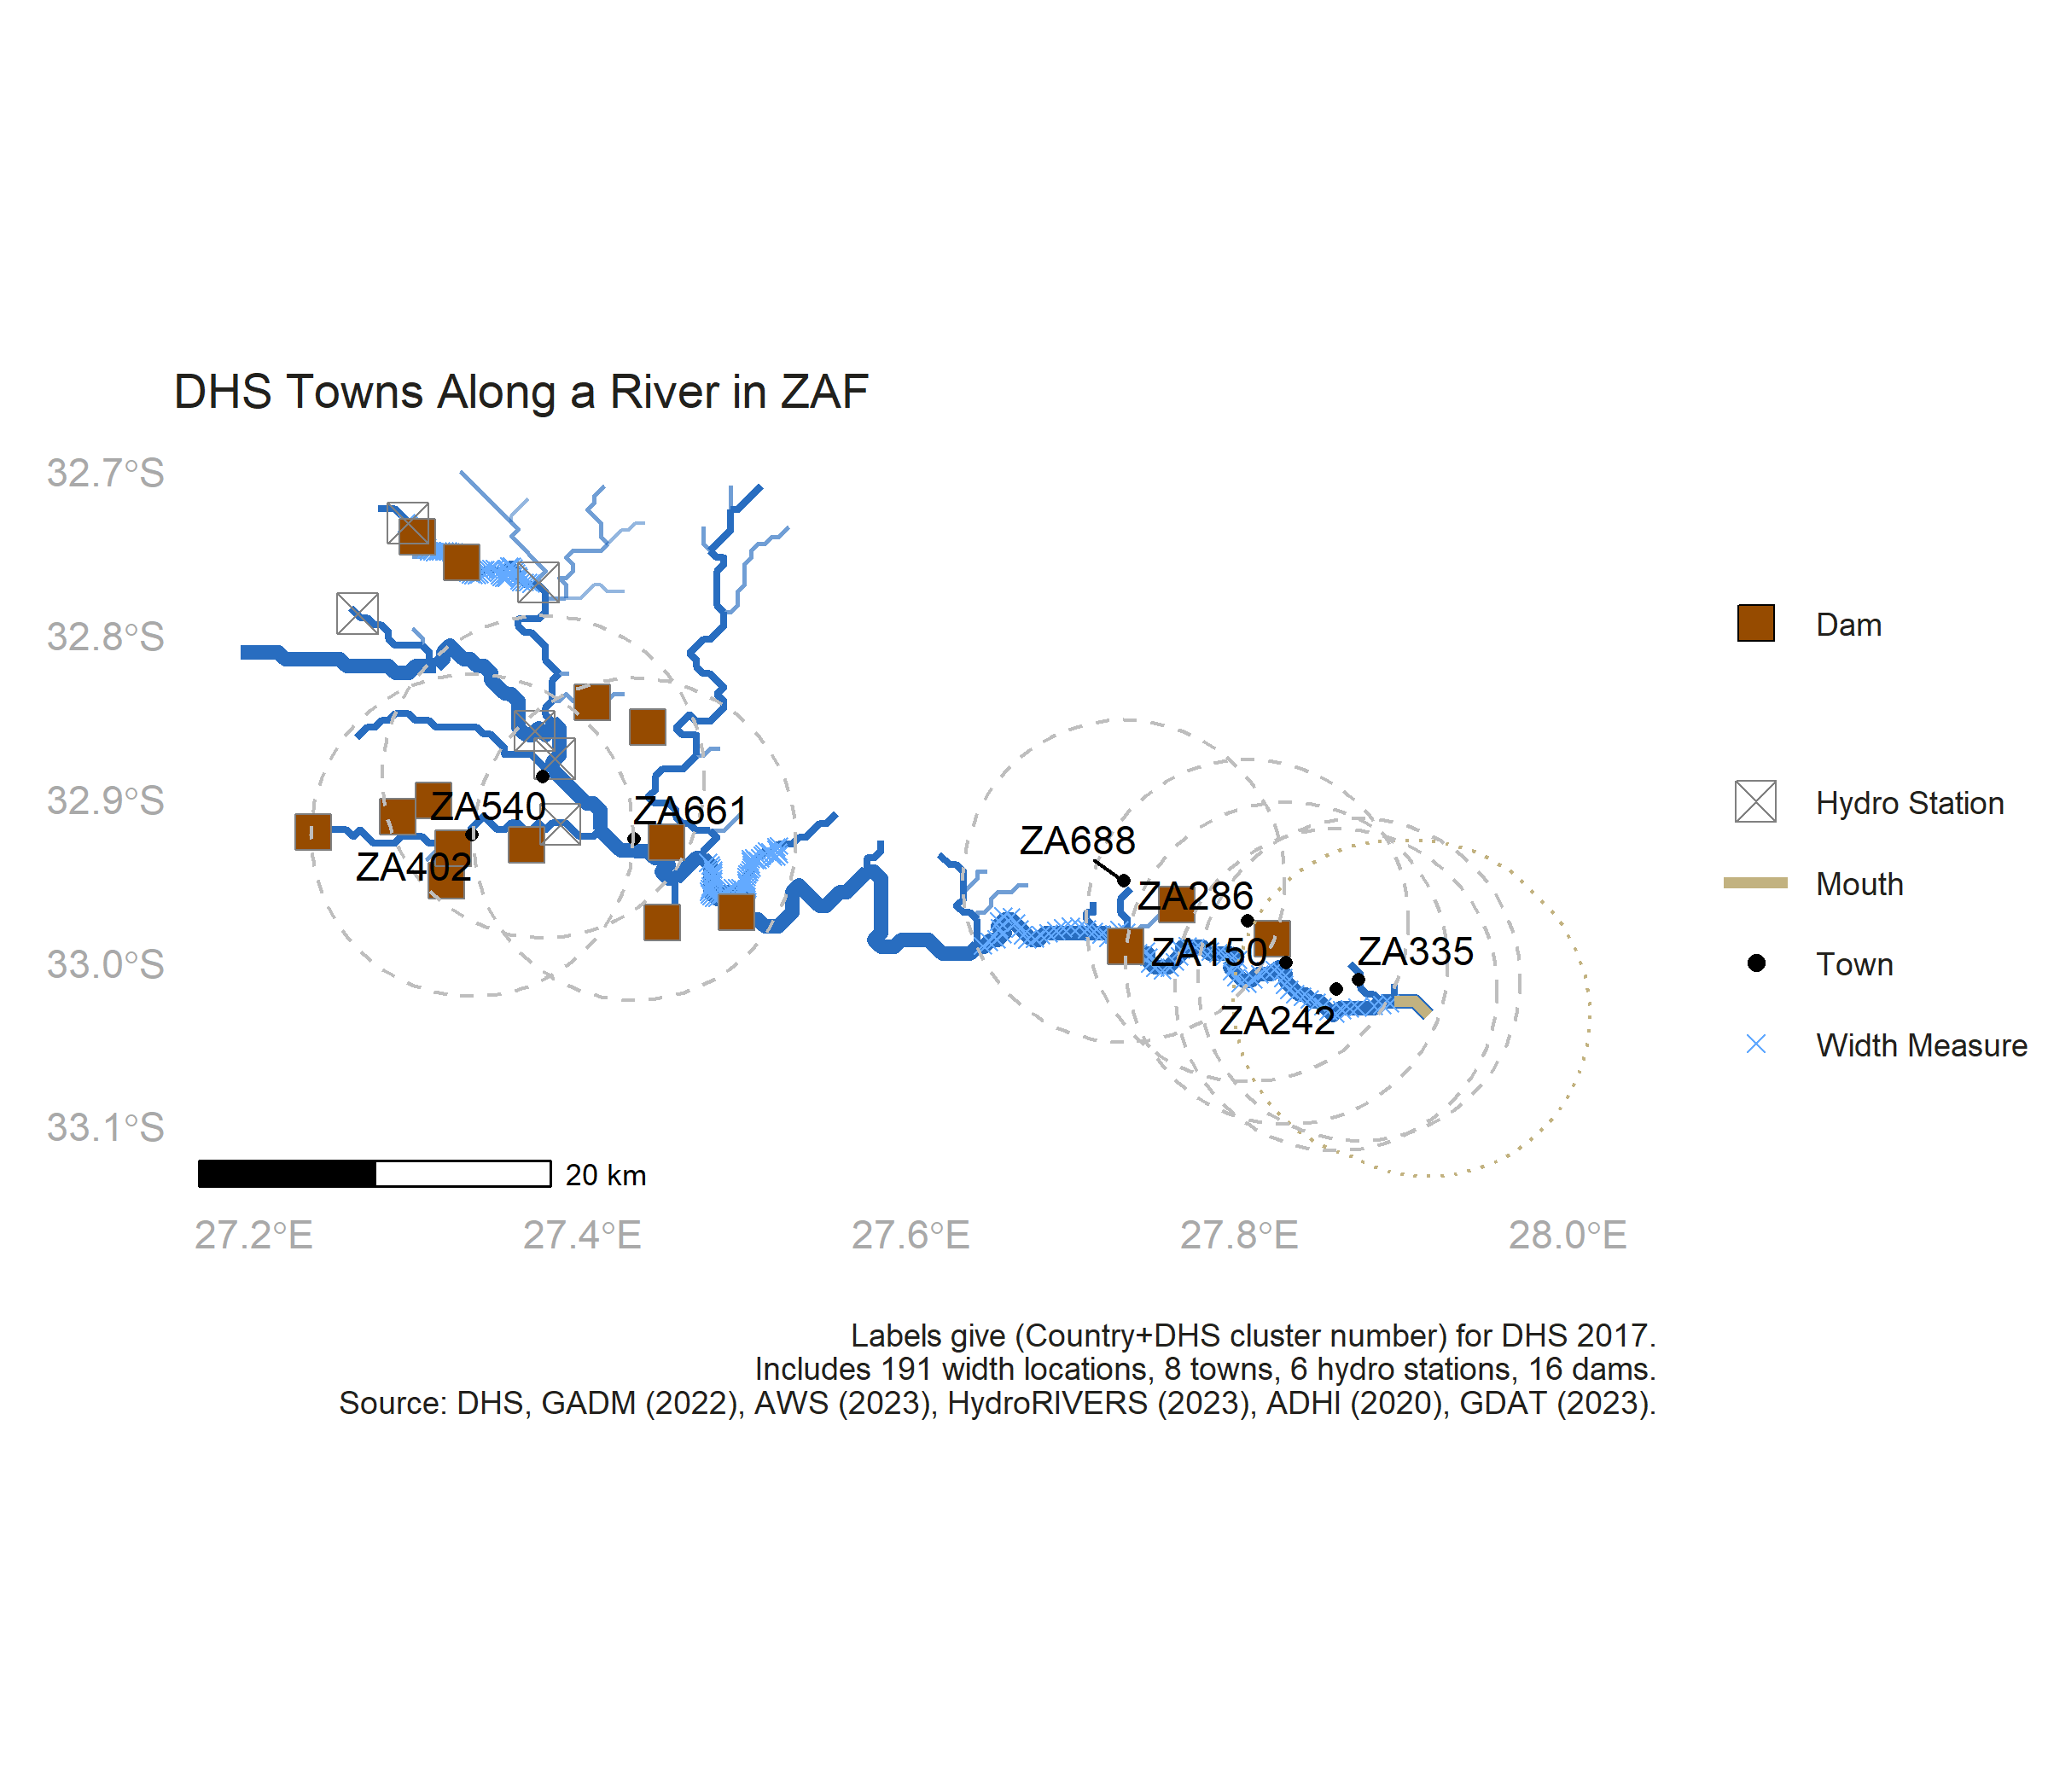 DHS Towns Along a River in ZAF
32.7°S
32.8°S
32.9°S
33.0°S
33.1°S
ZA540
ZA661
ZA402
ZA688
ZA286
ZA150
ZA335
ZA242
20 km
27.2°E
27.4°E
27.6°E
27.8°E
28.0°E
Dam
Hydro Station
Mouth
Town
Width Measure
Labels give (Country+DHS cluster number) for DHS 2017.
Includes 191 width locations, 8 towns, 6 hydro stations, 16 dams.
Source: DHS, GADM (2022), AWS (2023), HydroRIVERS (2023), ADHI (2020), GDAT (2023).